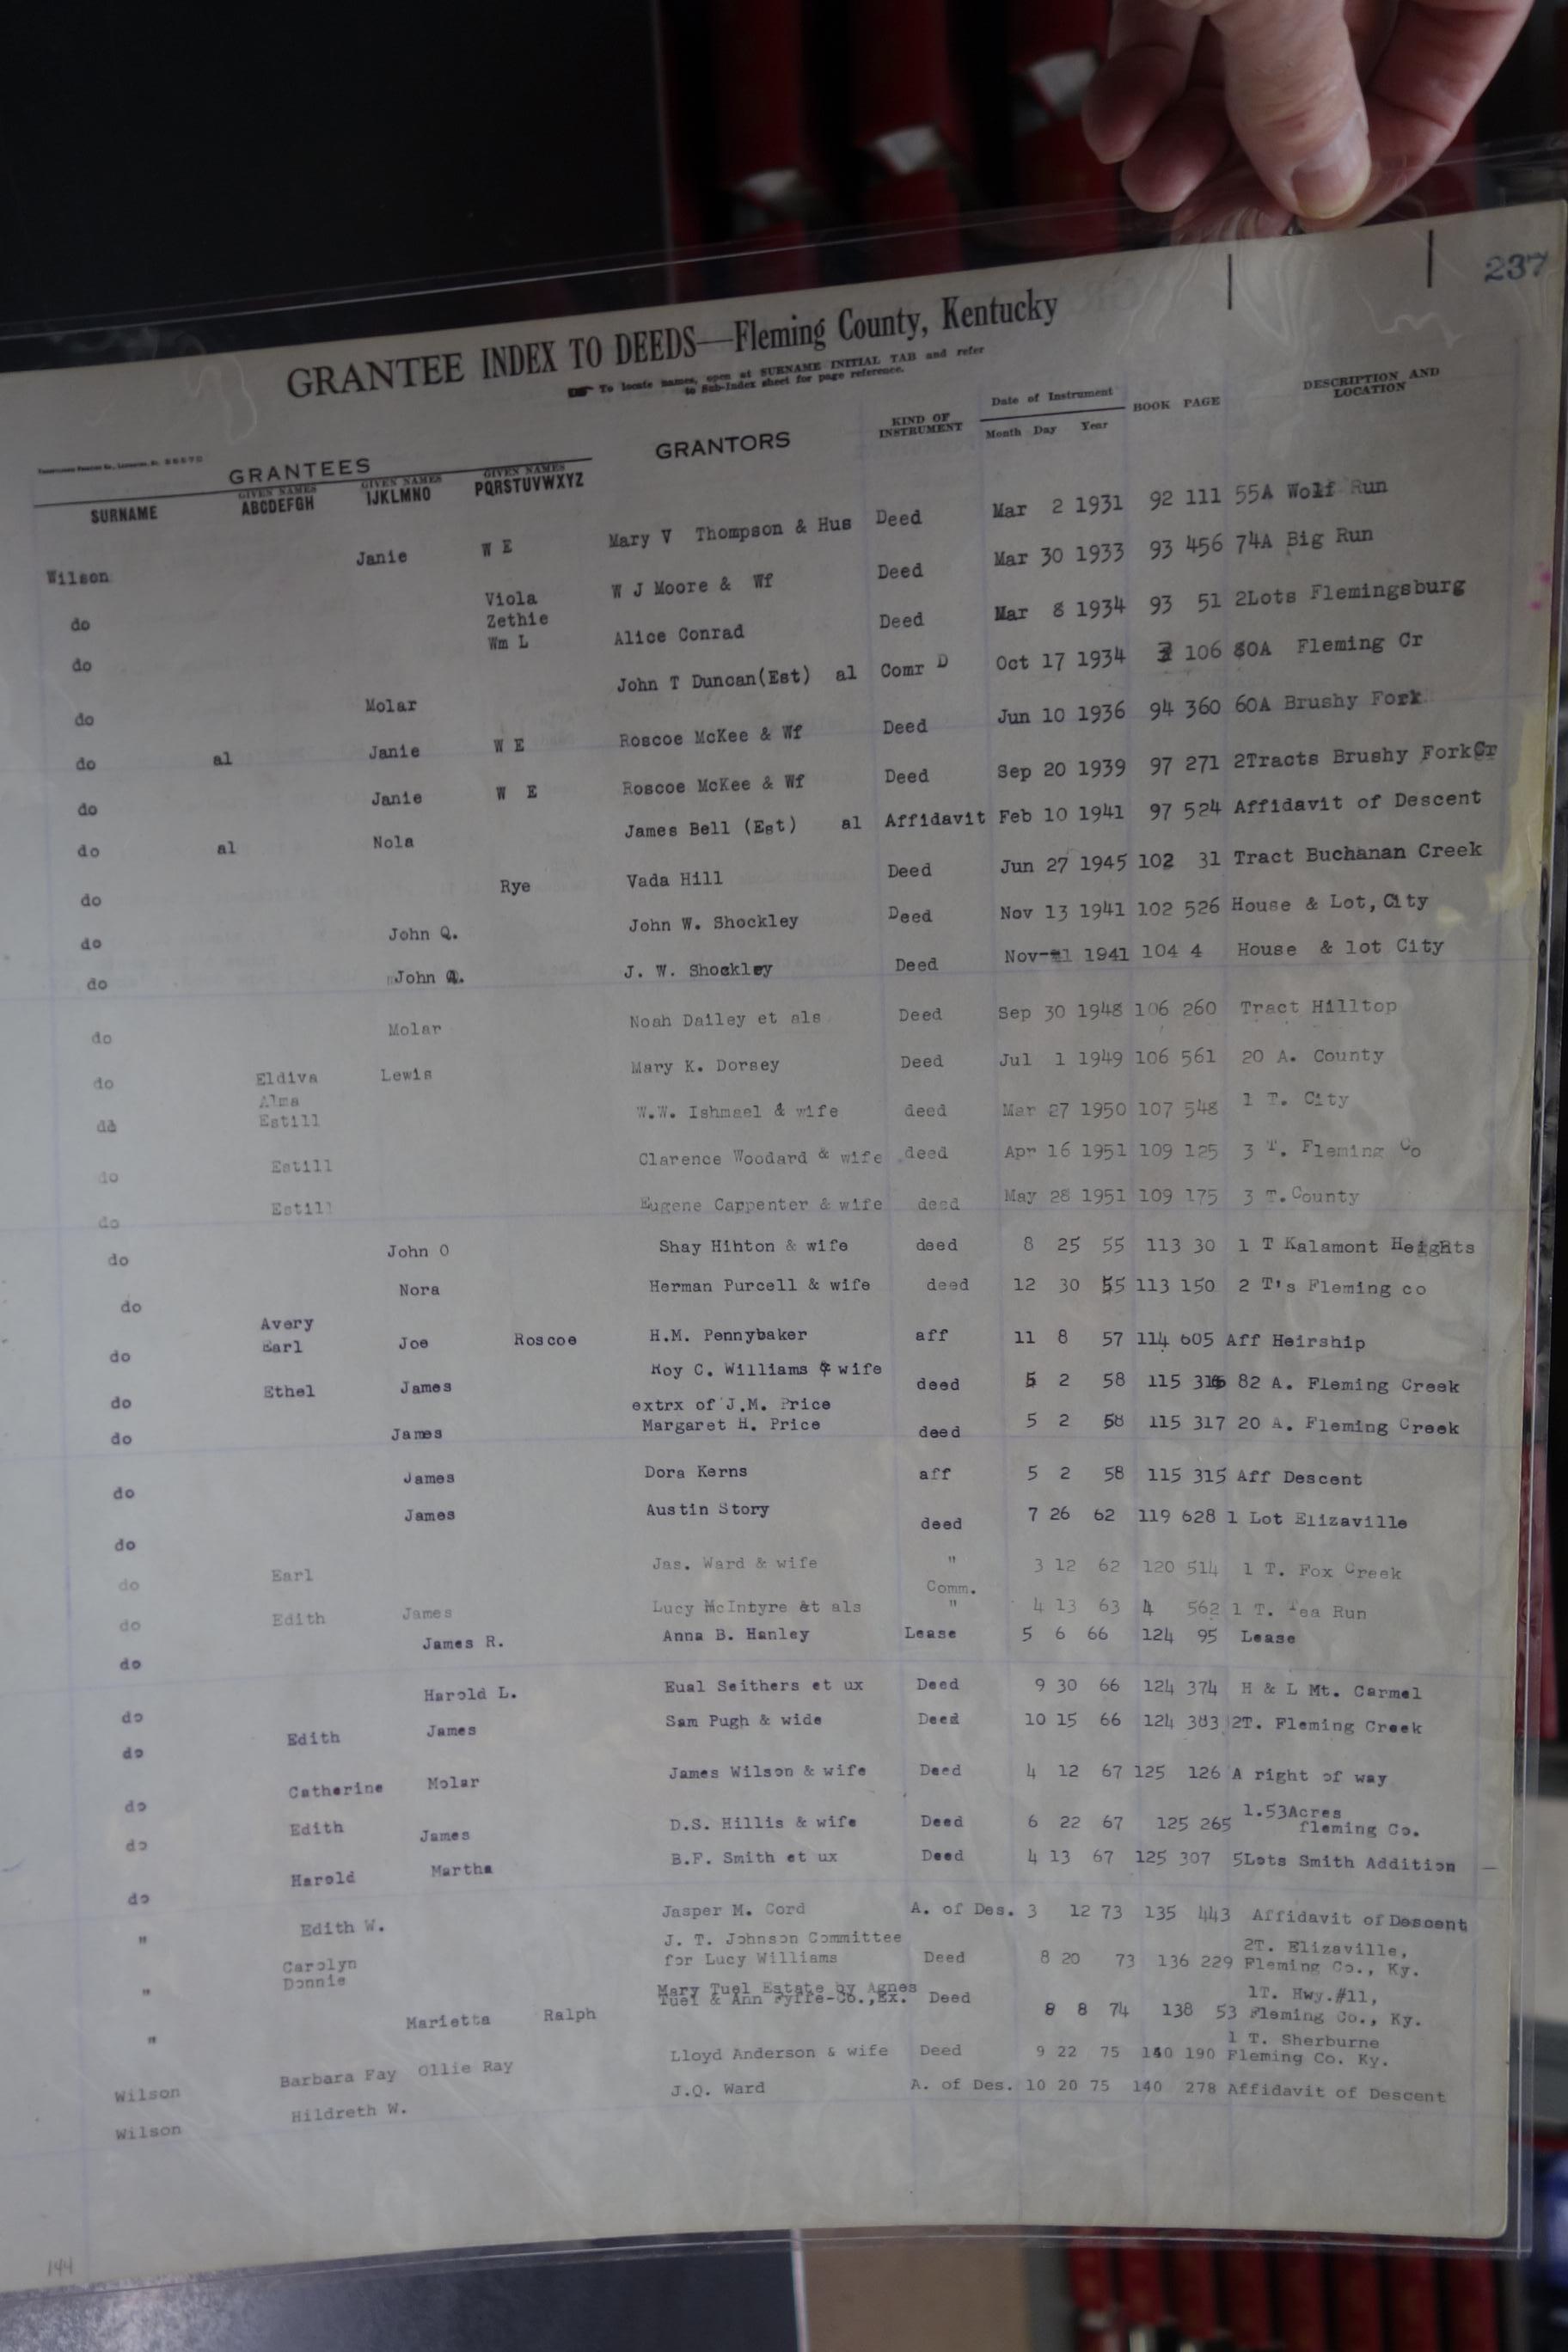 237
GRANTEE INDEX TO DEEDS—Fleming County, Kentucky
To locate names, open at SURNAME INITIAL TAB and refer
to Sub-Index sheet for page reference.
GRANTEES GRANTORS KIND OF INSTRUMENT Date of Instrument BOOK PAGE DESCRIPTION AND LOCATION
SURNAME GIVEN NAMES ABCDEFGH GIVEN NAMES IJKLMNO GIVEN NAMES PQRSTUVWXYZ Month Day Year
Wilson Janie W E Mary V Thompson & Hus Deed Mar 2 1931 92 111 55A Wolf Run
do Viola Zethie W J Moore & Wf Deed Mar 30 1933 93 456 74A Big Run
do Wm L Alice Conrad Deed Mar 8 1934 93 51 2Lots Flemingsburg
do Molar John T Duncan(Est) al Comr D Oct 17 1934 106 80A Fleming Cr
do al Janie W E Roscoe McKee & Wf Deed Jun 10 1936 94 360 60A Brushy Fork
do Janie W E Roscoe McKee & Wf Deed Sep 20 1939 97 271 2Tracts Brushy ForkCr
do al Nola James Bell (Est) al Affidavit Feb 10 1941 97 524 Affidavit of Descent
do Rye Vada Hill Deed Jun 27 1945 102 31 Tract Buchanan Creek
do John Q. John W. Shockley Deed Nov 13 1941 102 526 House & Lot, City
do John Q. J. W. Shockley Deed 1941 104 4 House & lot City
do Molar Noah Dailey et als Deed Sep 30 1948 106 260 Tract Hilltop
do Eldiva Lewis Mary K. Dorsey Deed Jul 1 1949 106 561 20 A. County
do Alma Estill W.W. Ishmael & wife deed Mar 27 1950 107 548 1 T. City
do Estill Clarence Woodard & wife deed Apr 16 1951 109 125 3 T. Fleming Co
do Estill Eugene Carpenter & wife deed May 28 1951 109 175 3 T. County
do John O Shay Hihton & wife deed 8 25 55 113 30 1 T Kalamont Heights
do Nora Herman Purcell & wife deed 12 30 55 113 150 2 T's Fleming co
do Avery Earl Joe Roscoe H.M. Pennybaker aff 11 8 57 114 605 Aff Heirship
do Ethel James Roy C. Williams & wife deed 5 2 58 115 82 A. Fleming Creek
do James extrx of J.M. Price Margaret H. Price deed 5 2 58 115 317 20 A. Fleming Creek
do James Dora Kerns aff 5 2 58 115 315 Aff Descent
do James Austin Story deed 7 26 62 119 628 1 Lot Elizaville
do Earl Jas. Ward & wife " 3 12 62 120 514 1 T. Fox Creek
do Edith James Lucy McIntyre et als Comm. " 4 13 63 4 562 1 T. Run
do James R. Anna B. Hanley Lease 5 6 66 124 95 Lease
do Harold L. Eual Seithers et ux Deed 9 30 66 124 374 H & L Mt. Carmel
do Edith James Sam Pugh & wide Deed 10 15 66 124 383 2T. Fleming Creek
do Catherine Molar James Wilson & wife Deed 4 12 67 125 126 A right of way
do Edith James D.S. Hillis & wife Deed 6 22 67 125 265 1.53Acres fleming Co.
do Harold Martha B.F. Smith et ux Deed 4 13 67 125 307 5Lots Smith Addition
" Edith W. Jasper M. Cord A. of Des. 3 12 73 135 443 Affidavit of Descent
" Carolyn Donnie J. T. Johnson Committee for Lucy Williams Deed 8 20 73 136 229 2T. Elizaville, Fleming Co., Ky.
" Marietta Ralph Mary Tuel Estate by Agnes Tuel & Ann Fyffe-Co.,Ex. Deed 8 8 74 138 53 1T. Hwy.#11, Fleming Co., Ky.
Wilson Barbara Fay Ollie Ray Lloyd Anderson & wife Deed 9 22 75 140 190 1 T. Sherburne Fleming Co. Ky.
Wilson Hildreth W. J.Q. Ward A. of Des. 10 20 75 140 278 Affidavit of Descent
144